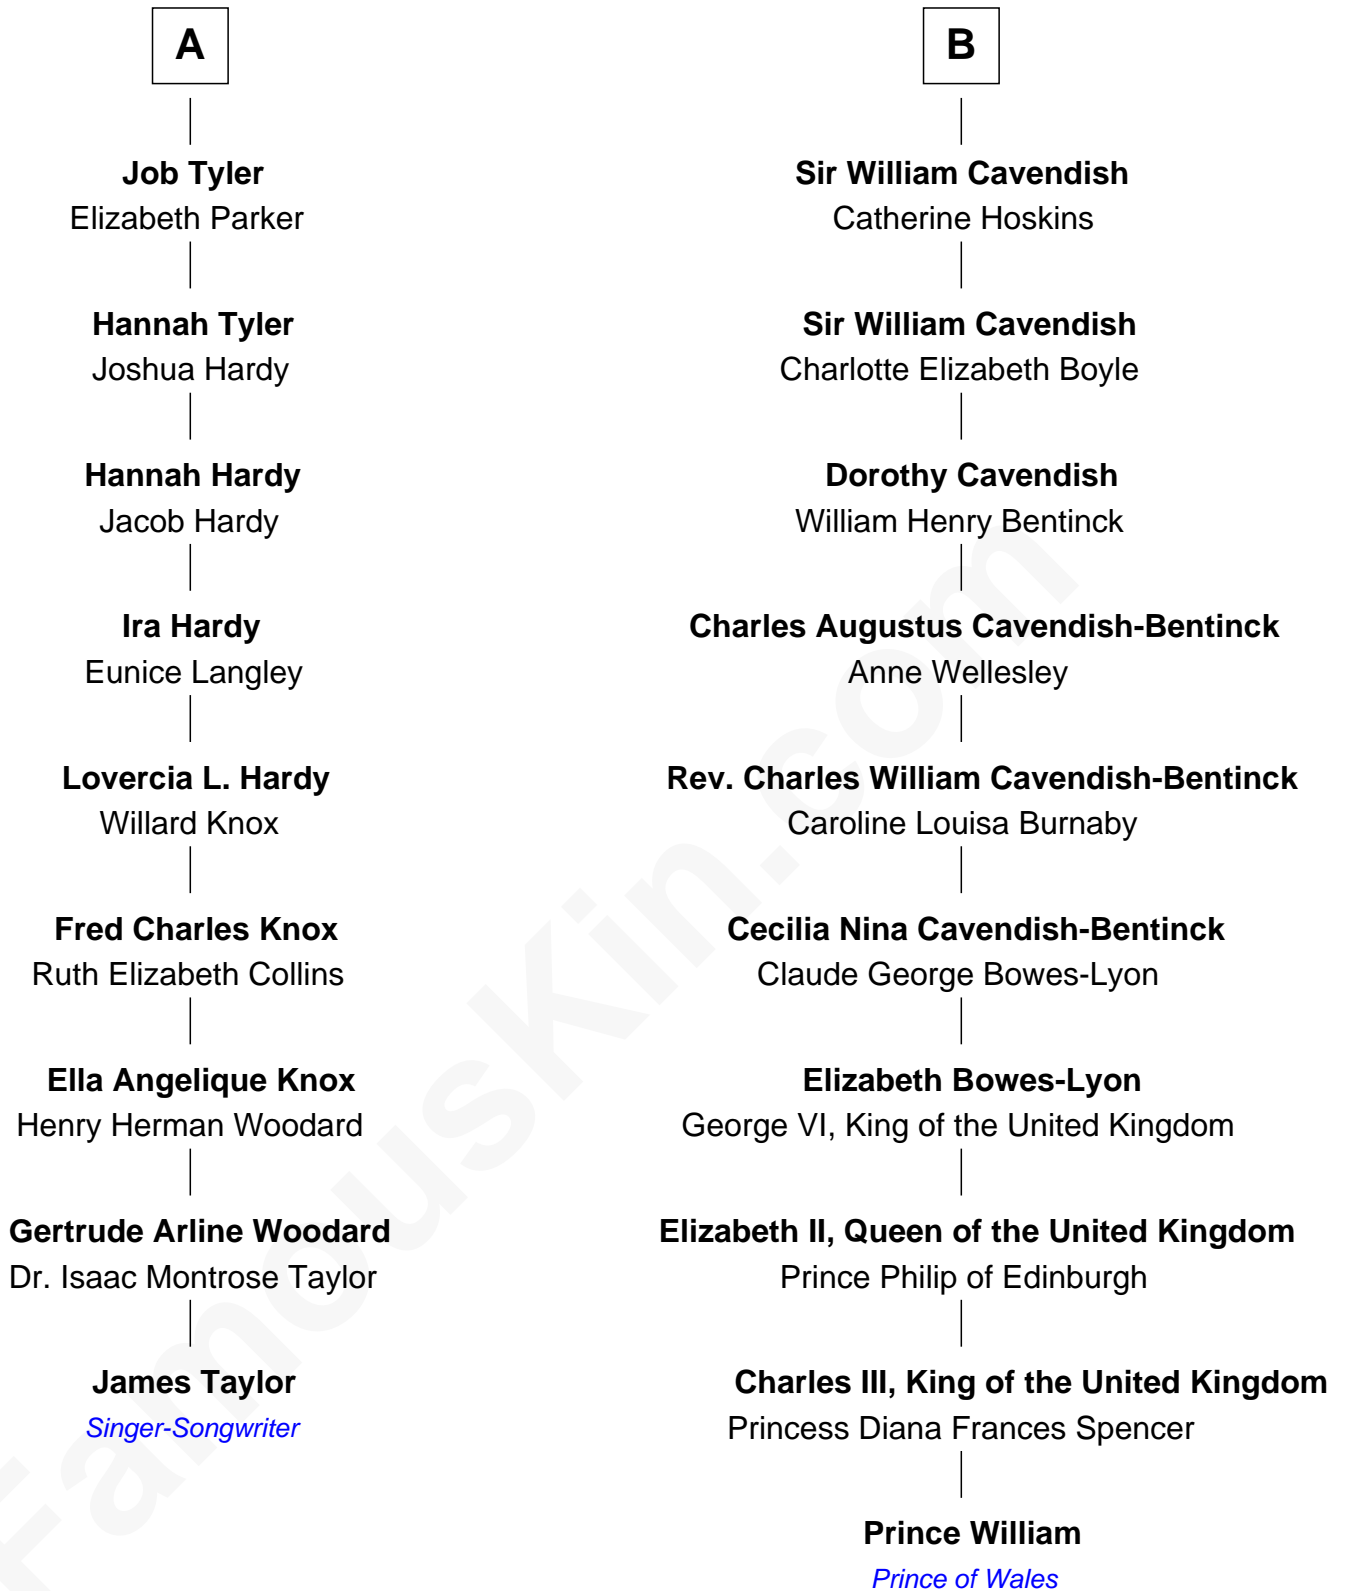 A
Job Tyler
Elizabeth Parker
Hannah Tyler
Joshua Hardy
Hannah Hardy
Jacob Hardy
Ira Hardy
Eunice Langley
Lovercia L. Hardy
Willard Knox
Fred Charles Knox
Ruth Elizabeth Collins
Ella Angelique Knox
Henry Herman Woodard
Gertrude Arline Woodard
Dr. Isaac Montrose Taylor
James Taylor
Singer-Songwriter
B
Sir William Cavendish
Catherine Hoskins
Sir William Cavendish
Charlotte Elizabeth Boyle
Dorothy Cavendish
William Henry Bentinck
Charles Augustus Cavendish-Bentinck
Anne Wellesley
Rev. Charles William Cavendish-Bentinck
Caroline Louisa Burnaby
Cecilia Nina Cavendish-Bentinck
Claude George Bowes-Lyon
Elizabeth Bowes-Lyon
George VI, King of the United Kingdom
Elizabeth II, Queen of the United Kingdom
Prince Philip of Edinburgh
Charles III, King of the United Kingdom
Princess Diana Frances Spencer
Prince William
Prince of Wales
FamousKin.com